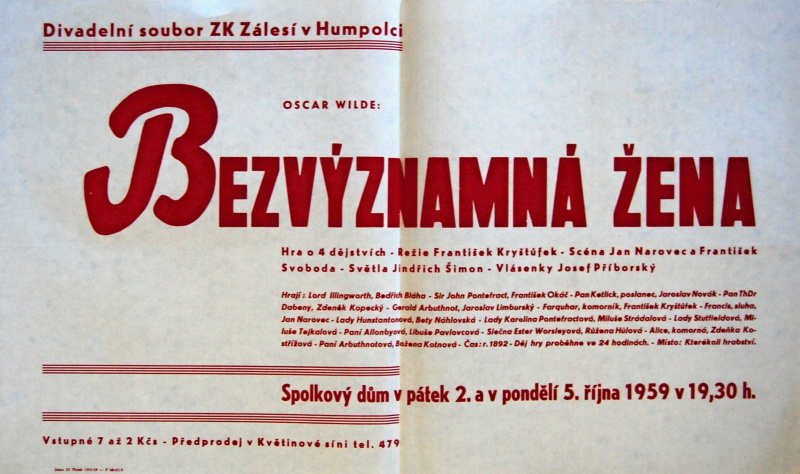 Divadelní soubor ZK Zálesí v Humpolci
OSCAR WILDE:
BEZVÝZNAMNÁ ŽENA
Hra o 4 dějstvích - Režie František Kryštůfek - Scéna Jan Narovec a František
Svoboda - Světla Jindřich Šimon - Vlásenky Josef Příborský
Hrají: Lord Illingworth, Bedřich Bláha - Sir John Pontefract, František Okáč - Pan Ketlick, poslanec, Jaroslav Novák - Pan ThDr
Dabeny, Zdeněk Kopecký - Gerald Arbuthnot, Jaroslav Limburský - Farquhar, komorník, František Kryštůfek - Francis, sluha,
Jan Narovec - Lady Hunstantonová, Bety Náhlovská - Lady Karolina Pontefractová, Miluše Strádalová - Lady Stutfieldová, Mi-
luše Tejkalová - Paní Allonbyová, Libuše Pavlovcová - Slečna Ester Worsleyová, Růžena Hůlová - Alice, komorná, Zdeňka Ko-
střížová - Paní Arbuthnotová, Božena Kotnová - Čas: r. 1892 - Děj hry proběhne ve 24 hodinách. - Místo: Kterékoli hrabství.
Spolkový dům v pátek 2. a v pondělí 5. října 1959 v 19,30 h.
Vstupné 7 až 2 Kčs - Předprodej v Květinové síni tel. 479